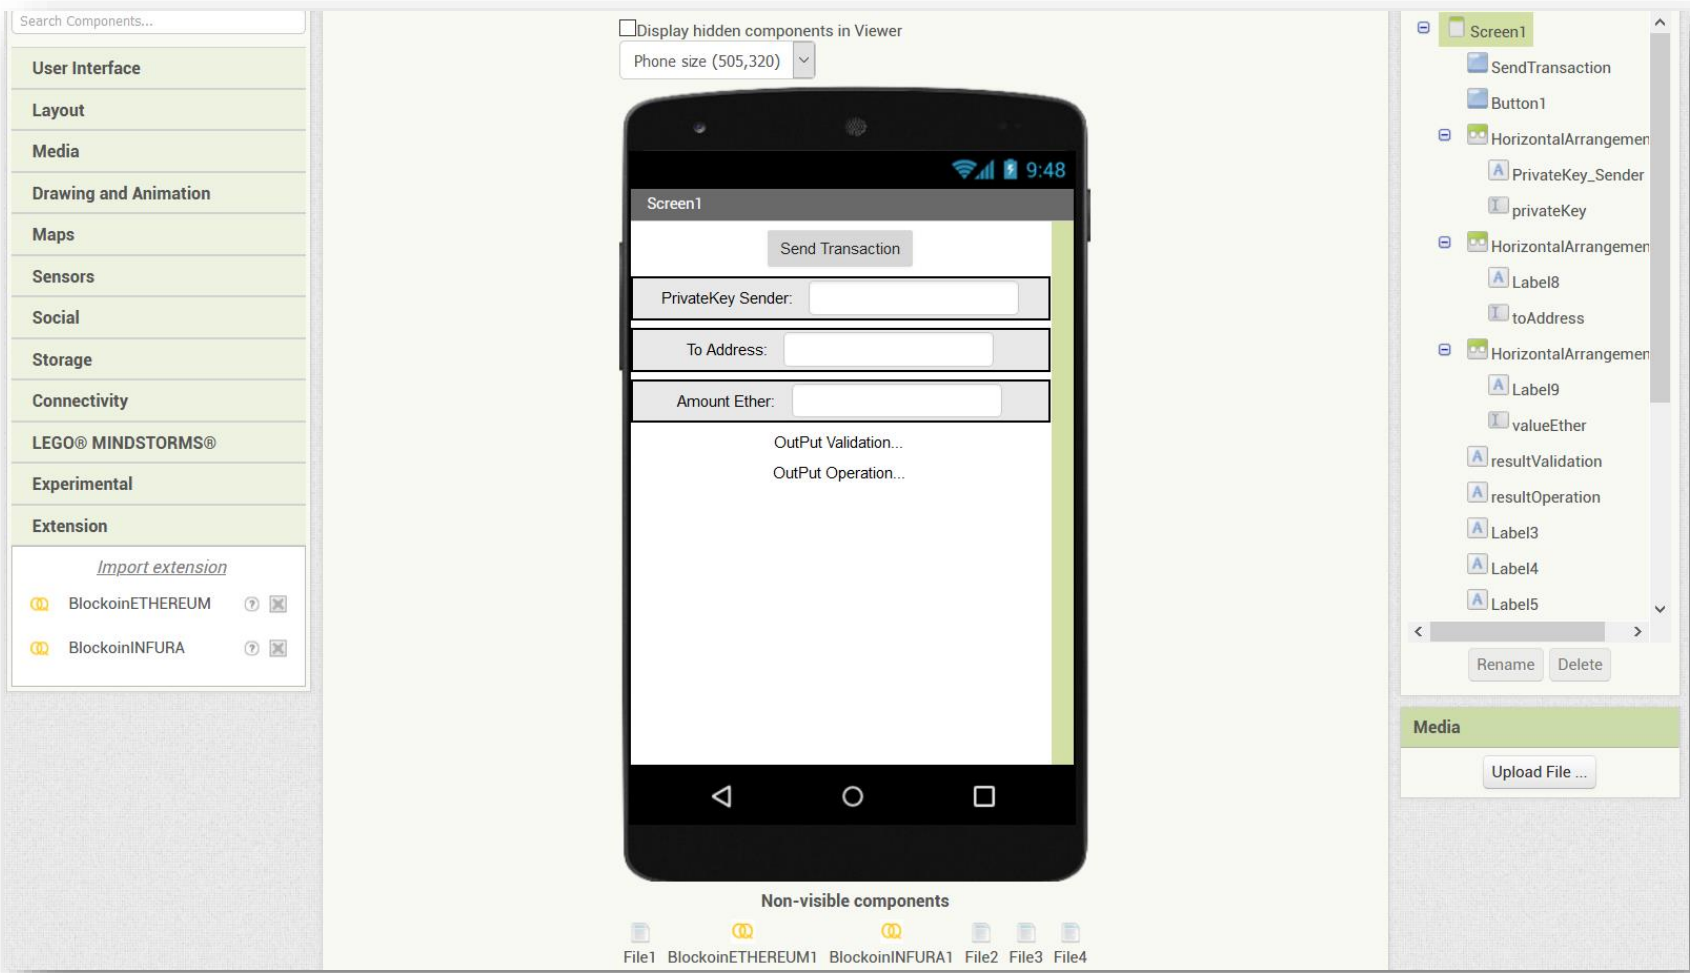 Search Components...
User Interface
Layout
Media
Drawing and Animation
Maps
Sensors
Social
Storage
Connectivity
LEGO® MINDSTORMS®
Experimental
Extension
Import extension
BlockoinETHEREUM ?
BlockoinINFURA ?
Display hidden components in Viewer
Phone size (505,320)
9:48
Screen1
Send Transaction
PrivateKey Sender:
To Address:
Amount Ether:
OutPut Validation...
OutPut Operation...
Non-visible components
File1 BlockoinETHEREUM1 BlockoinINFURA1 File2 File3 File4
Screen1
SendTransaction
Button1
HorizontalArrangemen
A PrivateKey_Sender
privateKey
HorizontalArrangemen
A Label8
toAddress
HorizontalArrangemen
A Label9
valueEther
A resultValidation
A resultOperation
A Label3
A Label4
A Label5
Rename Delete
Media
Upload File ...